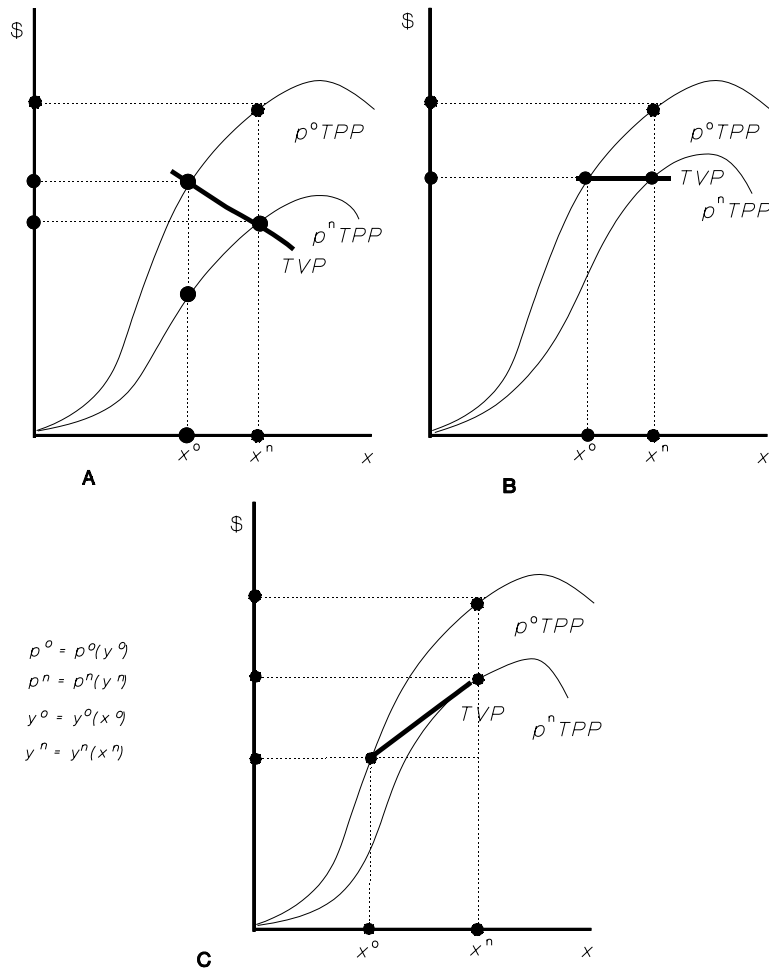 $
p°TPP
pⁿTPP
TVP
x° xⁿ x
A
$
p°TPP
TVP
pⁿTPP
x° xⁿ x
B
$
p°TPP
TVP
pⁿTPP
x° xⁿ x
C
p° = p°(y°)
pⁿ = pⁿ(yⁿ)
y° = y°(x°)
yⁿ = yⁿ(xⁿ)